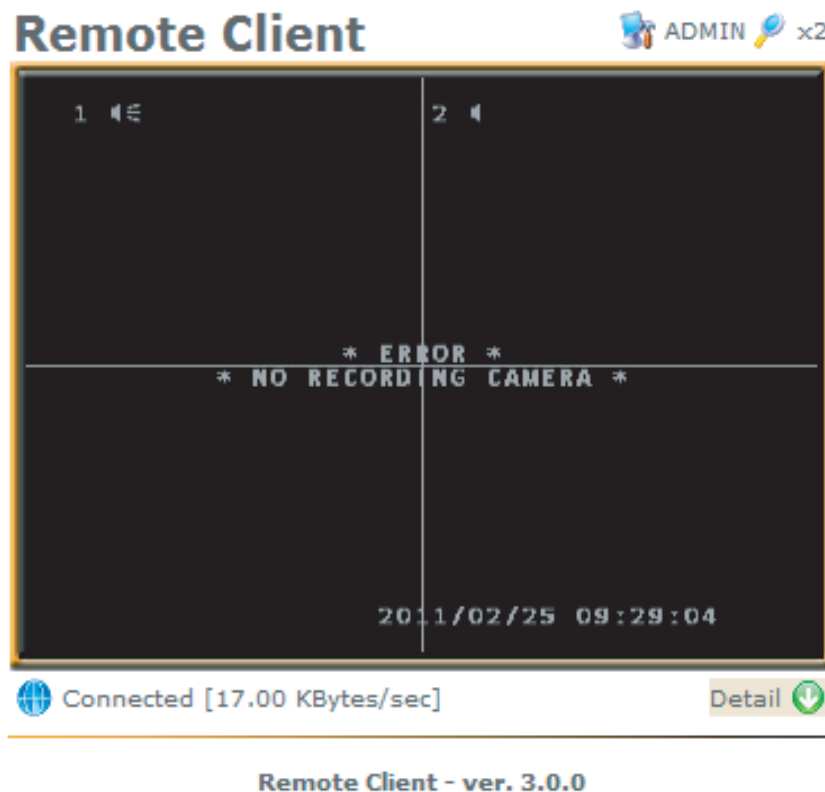 Remote Client
ADMIN x2
1
2
* ERROR *
* NO RECORDING CAMERA *
2011/02/25 09:29:04
Connected [17.00 KBytes/sec]
Detail
Remote Client - ver. 3.0.0